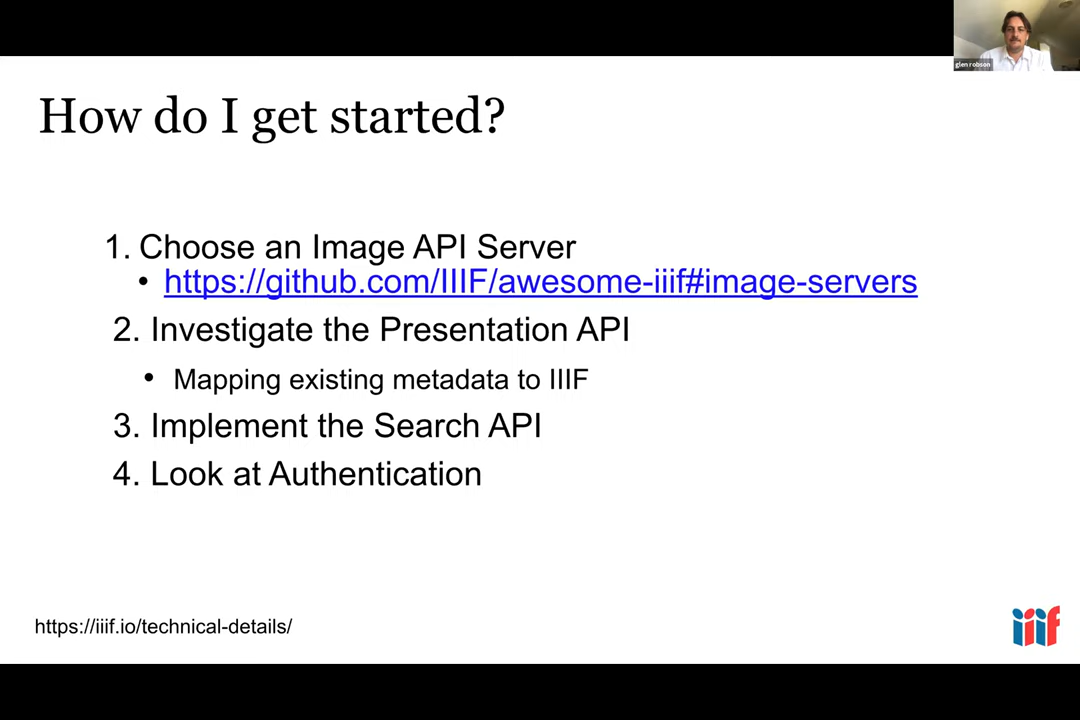 glen robson
How do I get started?
1. Choose an Image API Server
• https://github.com/IIIF/awesome-iiif#image-servers
2. Investigate the Presentation API
• Mapping existing metadata to IIIF
3. Implement the Search API
4. Look at Authentication
https://iiif.io/technical-details/
iiif